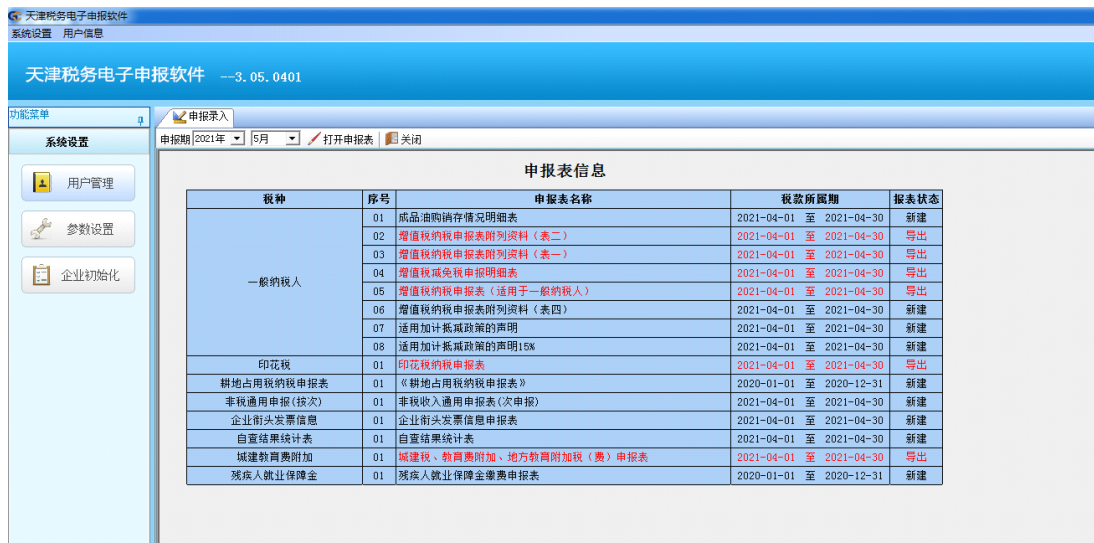 天津税务电子申报软件
系统设置 用户信息
天津税务电子申报软件 --3.05.0401
功能菜单
系统设置
用户管理
参数设置
企业初始化
申报录入
申报期 2021年 5月 打开申报表 关闭
申报表信息
税种 序号 申报表名称 税款所属期 报表状态
一般纳税人
01 成品油购销存情况明细表 2021-04-01 至 2021-04-30 新建
02 增值税纳税申报表附列资料（表二） 2021-04-01 至 2021-04-30 导出
03 增值税纳税申报表附列资料（表一） 2021-04-01 至 2021-04-30 导出
04 增值税减免税申报明细表 2021-04-01 至 2021-04-30 导出
05 增值税纳税申报表（适用于一般纳税人） 2021-04-01 至 2021-04-30 导出
06 增值税纳税申报表附列资料（表四） 2021-04-01 至 2021-04-30 新建
07 适用加计抵减政策的声明 2021-04-01 至 2021-04-30 新建
08 适用加计抵减政策的声明15% 2021-04-01 至 2021-04-30 新建
印花税 01 印花税纳税申报表 2021-04-01 至 2021-04-30 导出
耕地占用税纳税申报表 01 《耕地占用税纳税申报表》 2020-01-01 至 2020-12-31 新建
非税通用申报(按次) 01 非税收入通用申报表(次申报) 2021-04-01 至 2021-04-30 新建
企业衔头发票信息 01 企业衔头发票信息申报表 2021-04-01 至 2021-04-30 新建
自查结果统计表 01 自查结果统计表 2021-04-01 至 2021-04-30 新建
城建教育费附加 01 城建税、教育费附加、地方教育附加税（费）申报表 2021-04-01 至 2021-04-30 导出
残疾人就业保障金 01 残疾人就业保障金缴费申报表 2020-01-01 至 2020-12-31 新建